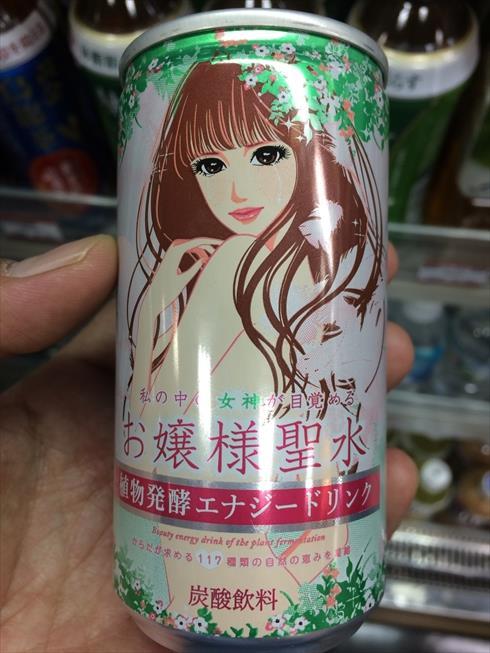 私の中の女神が目覚める
お嬢様聖水
植物発酵エナジードリンク
Beauty energy drink of the plant fermentation
からだが求める117種類の自然の恵みを凝縮
炭酸飲料